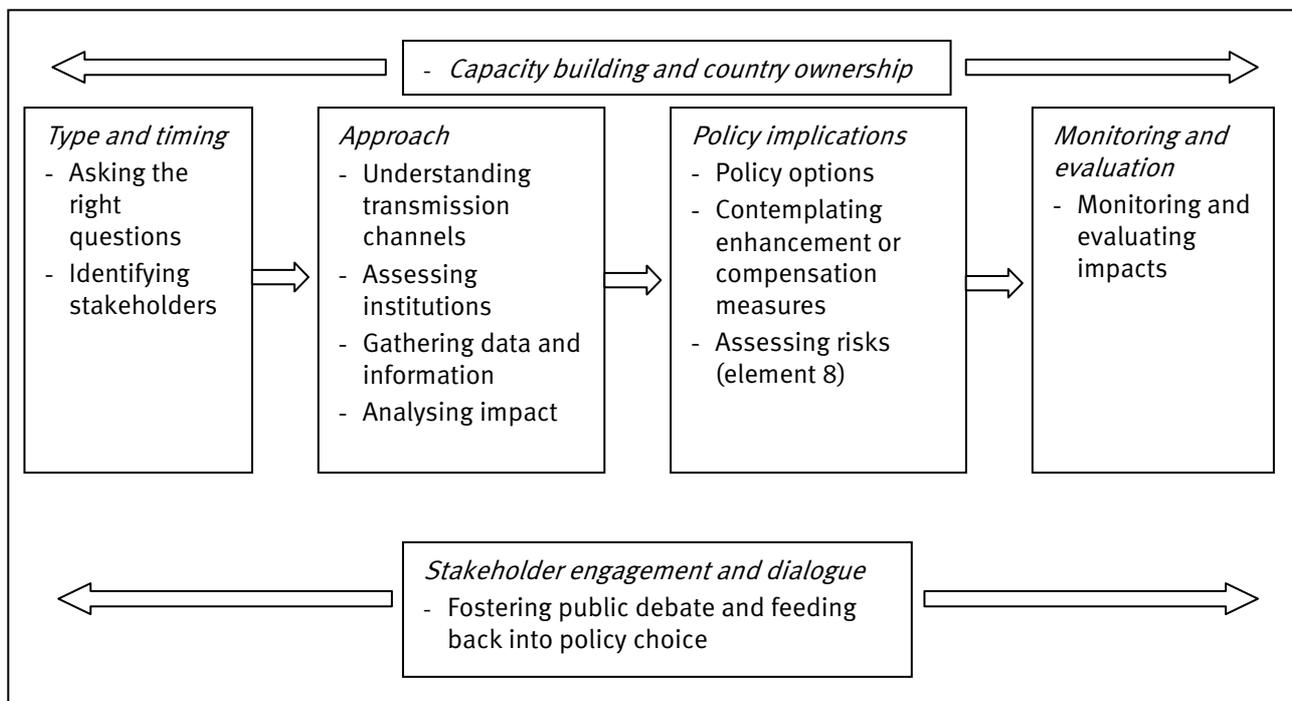 - Capacity building and country ownership
Type and timing
- Asking the
right
questions
- Identifying
stakeholders
Approach
- Understanding
transmission
channels
- Assessing
institutions
- Gathering data and
information
- Analysing impact
Policy implications
- Policy options
- Contemplating
enhancement or
compensation
measures
- Assessing risks
(element 8)
Monitoring and
evaluation
- Monitoring and
evaluating
impacts
Stakeholder engagement and dialogue
- Fostering public debate and feeding
back into policy choice